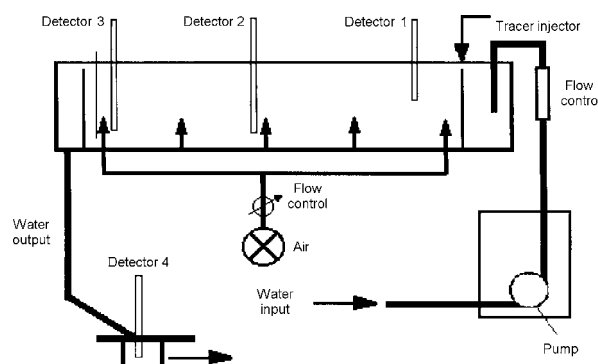 Detector 3
Detector 2
Detector 1
Tracer injector
Flow
contro
Flow
control
Water
output
Air
Detector 4
Water
input
Pump